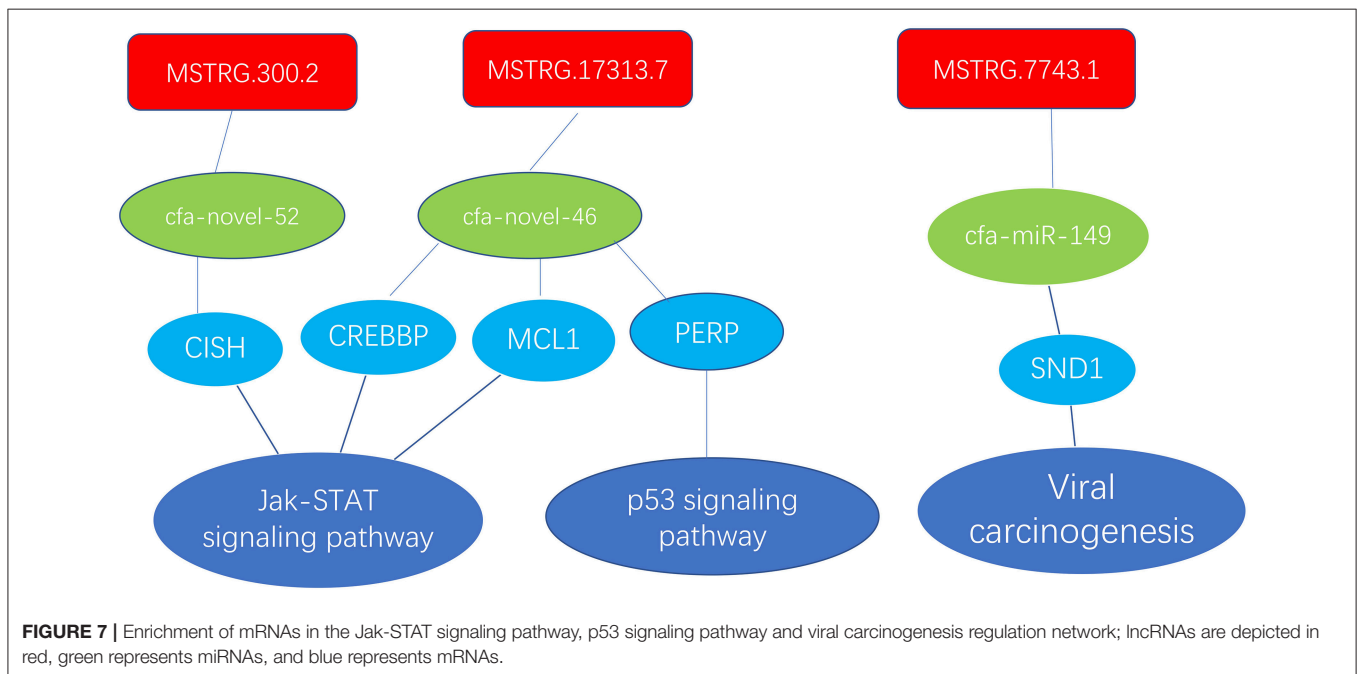 MSTRG.300.2
MSTRG.17313.7
MSTRG.7743.1
cfa-novel-52
cfa-novel-46
cfa-miR-149
CISH
CREBBP
MCL1
PERP
SND1
Jak-STAT
signaling pathway
p53 signaling
pathway
Viral
carcinogenesis
FIGURE 7 | Enrichment of mRNAs in the Jak-STAT signaling pathway, p53 signaling pathway and viral carcinogenesis regulation network; lncRNAs are depicted in
red, green represents miRNAs, and blue represents mRNAs.